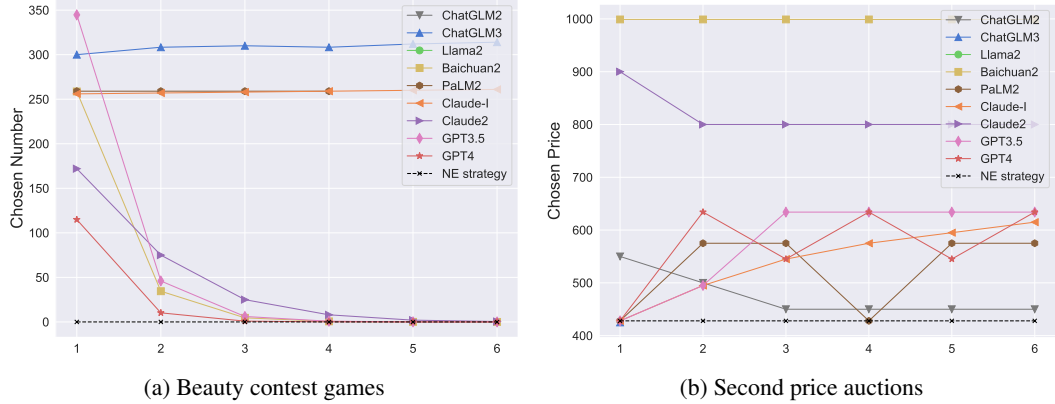 350
300
250
200
150
100
50
0
Chosen Number
1 2 3 4 5 6
ChatGLM2
ChatGLM3
Llama2
Baichuan2
PaLM2
Claude-I
Claude2
GPT3.5
GPT4
NE strategy
(a) Beauty contest games
1000
900
800
700
600
500
400
Chosen Price
1 2 3 4 5 6
ChatGLM2
ChatGLM3
Llama2
Baichuan2
PaLM2
Claude-I
Claude2
GPT3.5
GPT4
NE strategy
(b) Second price auctions